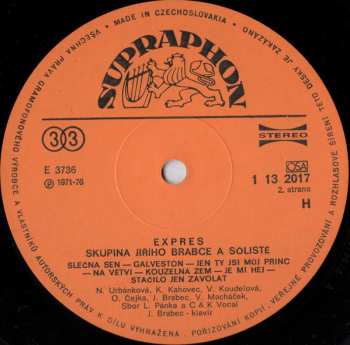 • MADE IN CZECHOSLOVAKIA •
VŠECHNA PRÁVA GRAMOFONOVÉHO VÝROBCE A VLASTNÍKŮ AUTORSKÝCH PRÁV K DÍLU VYHRAŽENA. POŘIZOVÁNÍ KOPIÍ, VEŘEJNÉ PROVOZOVÁNÍ A ROZHLASOVÉ ŠÍŘENÍ TÉTO DESKY JE ZAKÁZÁNO
SUPRAPHON
33
STEREO
E 3736
Ⓟ 1971-76
OSA
1 13 2017
2. strana
H
EXPRES
SKUPINA JIŘÍHO BRABCE A SOLISTÉ
SLEČNA SEN — GALVESTON — JEN TY JSI MŮJ PRINC
— NA VĚTVI — KOUZELNÁ ZEM — JE MI HEJ —
STAČILO JEN ZAVOLAT
N. Urbánková, K. Kahovec, V. Koudelová,
O. Čejka, J. Brabec, V. Mocháček,
Sbor L. Pánka a C & K Vocal
J. Brabec - klavír